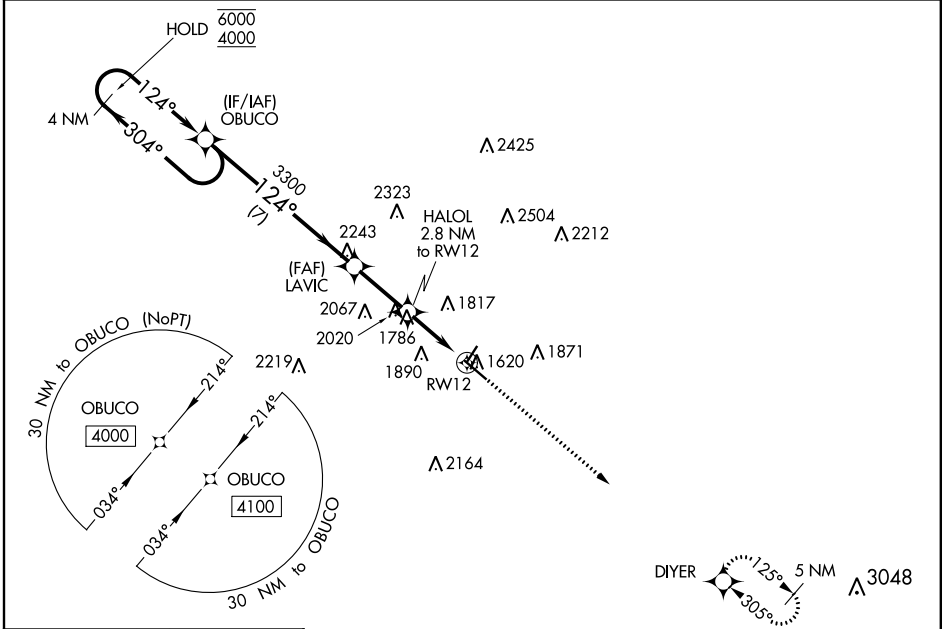 HOLD 6000
4000
124°
4 NM
304°
(IF/IAF)
OBUCO
3300
124°
(7)
2425
2323
2504
2212
HALOL
2.8 NM
to RW12
2243
(FAF)
LAVIC
2067
2020
1786
1817
1890
RW12
1620
1871
2219
2164
30 NM to OBUCO (NoPT)
214°
OBUCO
4000
034°
214°
OBUCO
4100
034°
30 NM to OBUCO
DIYER
125°
305°
5 NM
3048